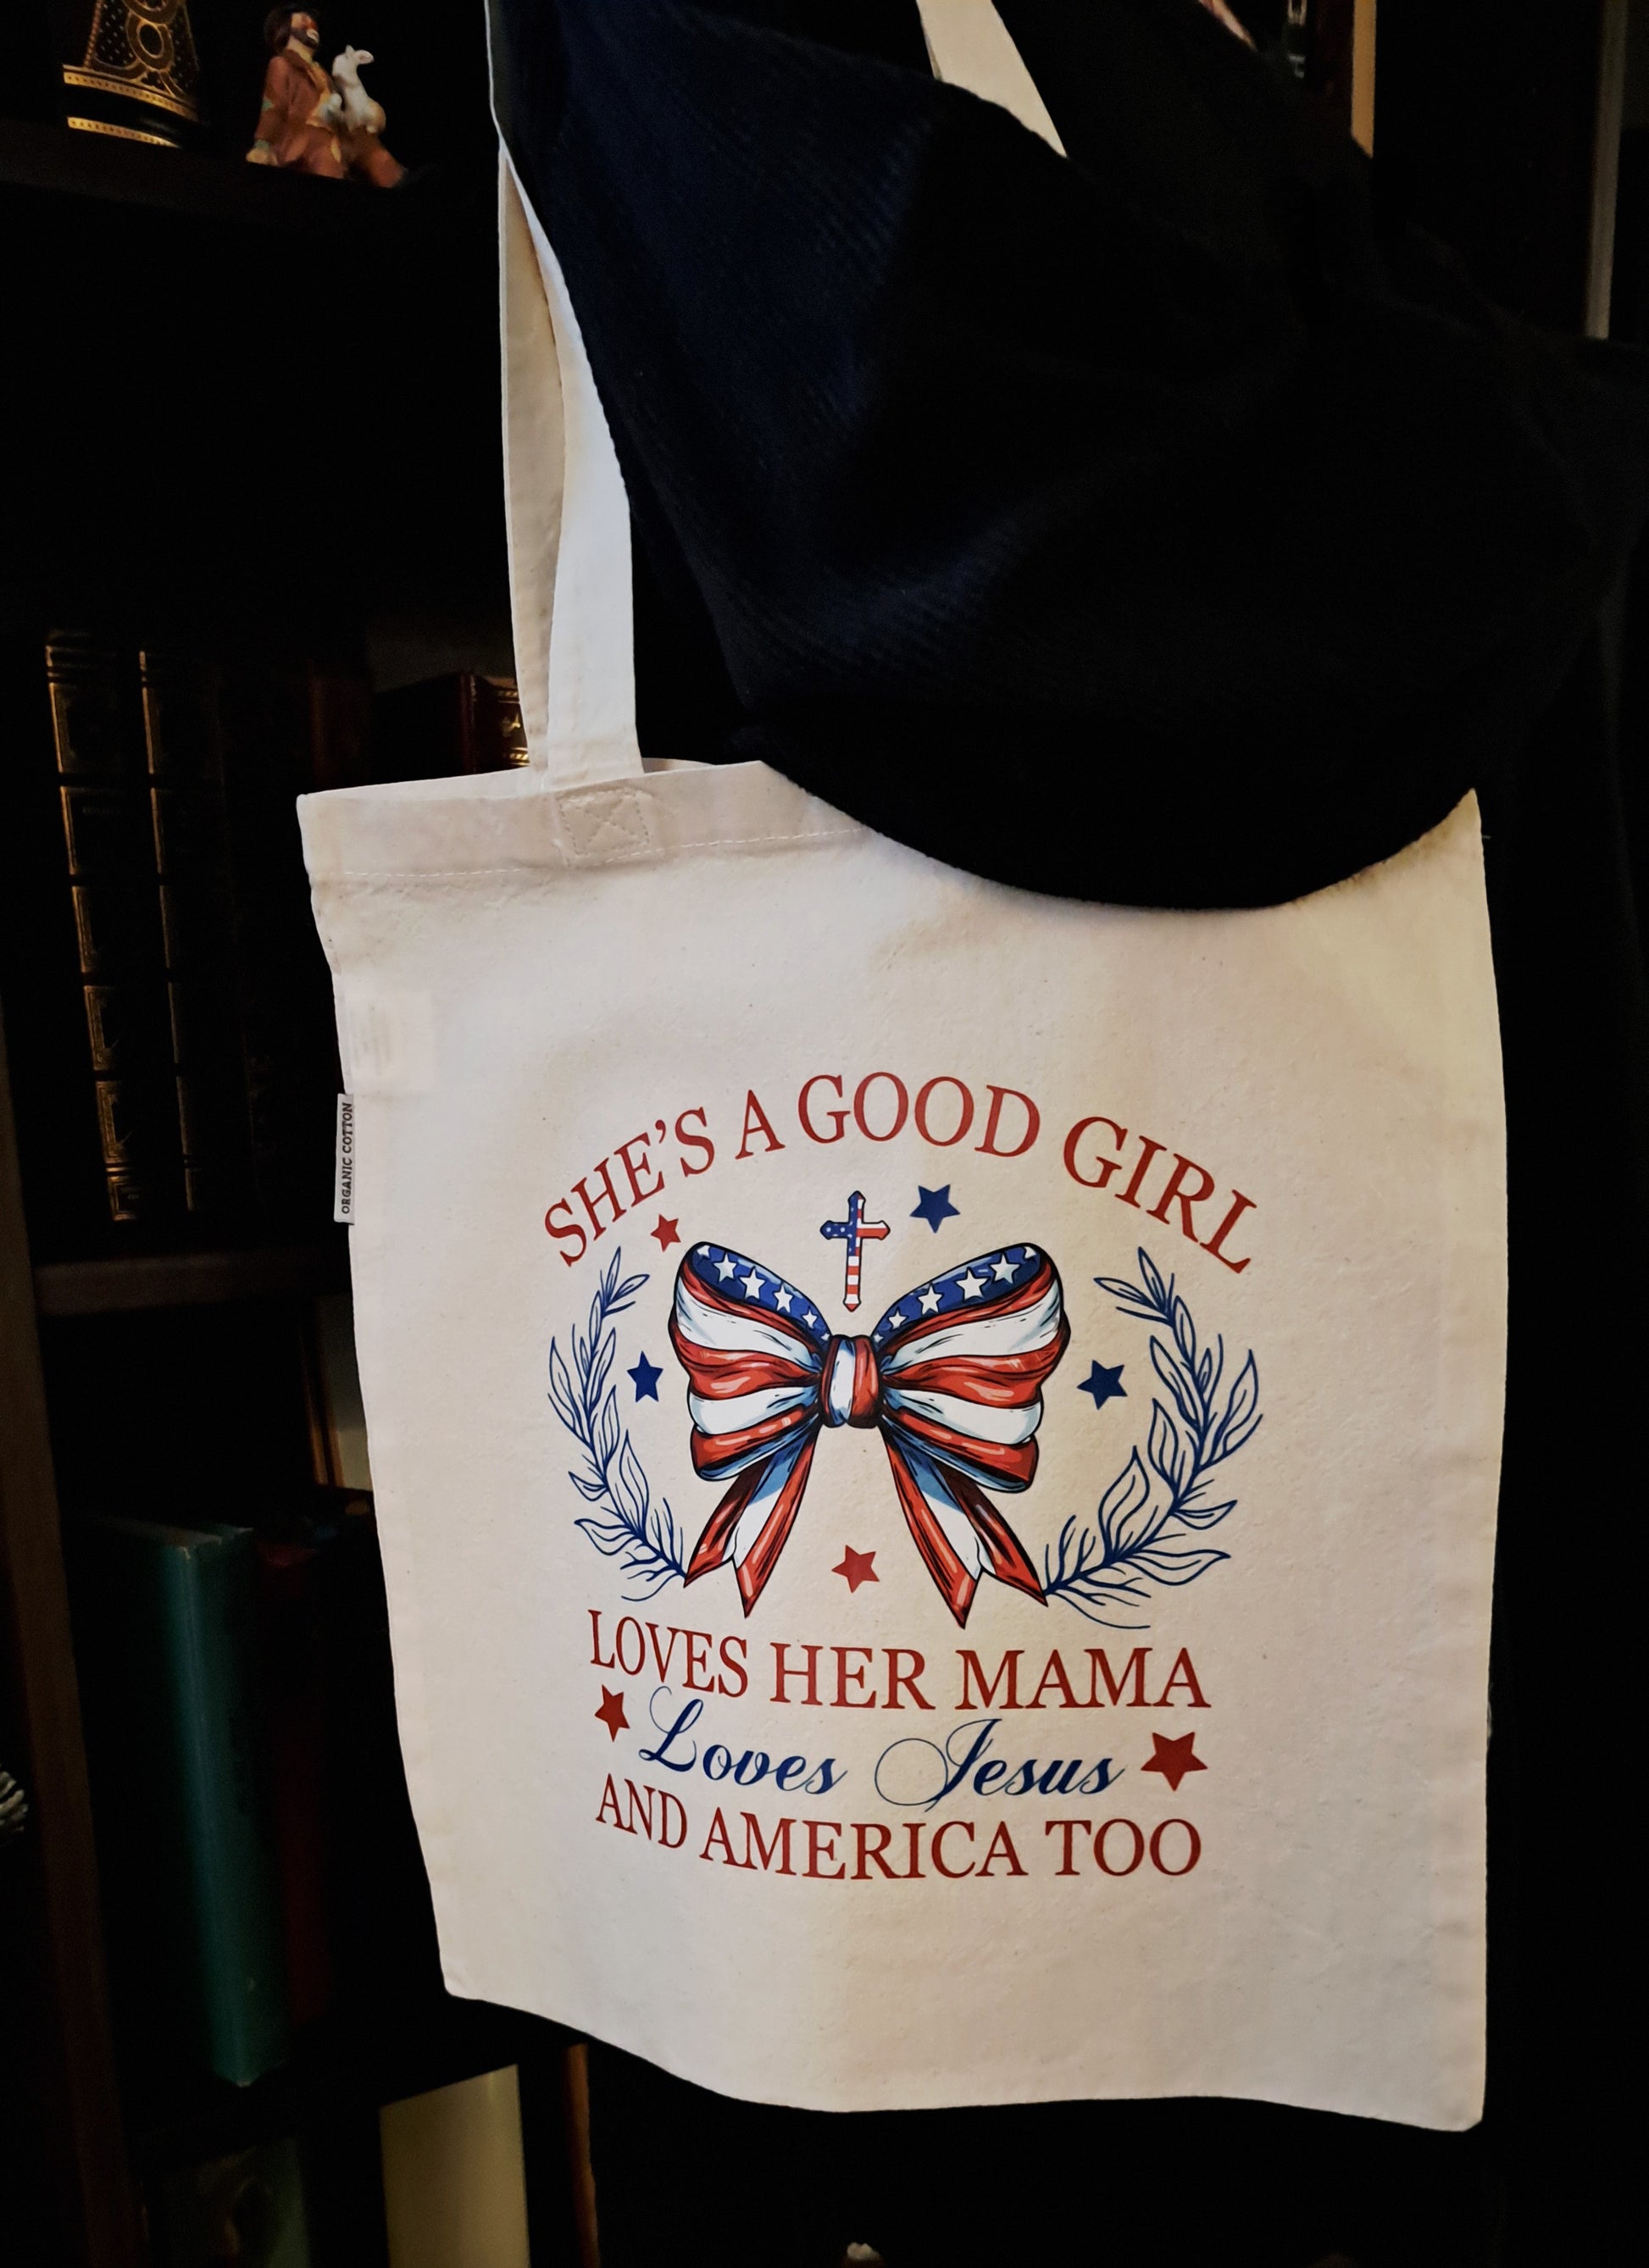 SHE'S A GOOD GIRL
LOVES HER MAMA
Loves Jesus
AND AMERICA TOO
ORGANIC COTTON